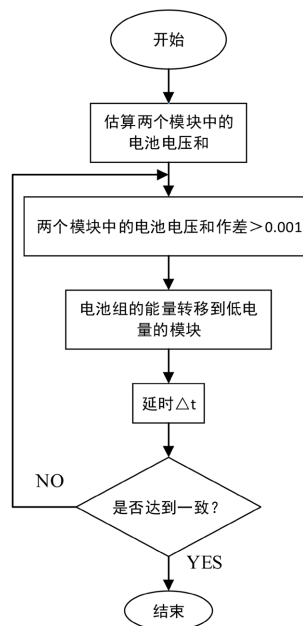 开始
估算两个模块中的
电池电压和
两个模块中的电池电压和作差＞0.001
电池组的能量转移到低电
量的模块
延时△t
是否达到一致？
NO
YES
结束